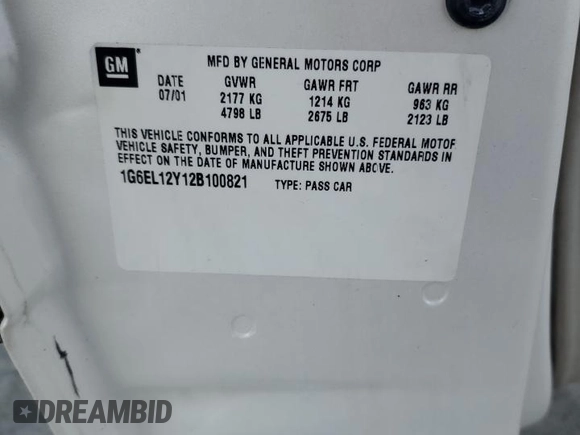 GM
MFD BY GENERAL MOTORS CORP
DATE GVWR GAWR FRT GAWR RR
07/01 2177 KG 1214 KG 963 KG
4798 LB 2675 LB 2123 LB
THIS VEHICLE CONFORMS TO ALL APPLICABLE U.S. FEDERAL MOTOR
VEHICLE SAFETY, BUMPER, AND THEFT PREVENTION STANDARDS IN
EFFECT ON THE DATE OF MANUFACTURE SHOWN ABOVE.
1G6EL12Y12B100821 TYPE: PASS CAR
DREAMBID